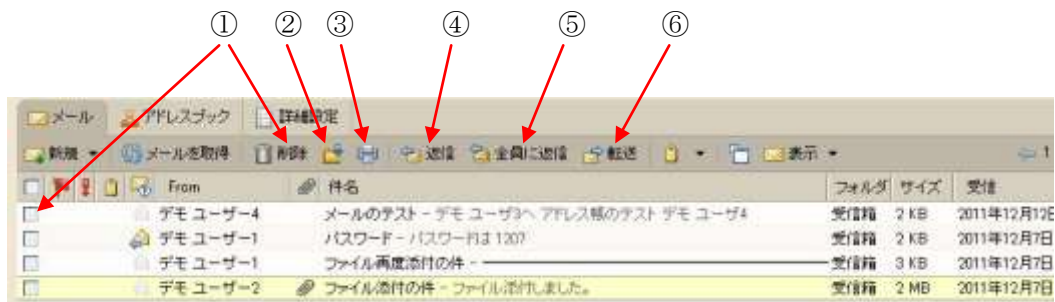 ① ② ③ ④ ⑤ ⑥
メール アドレスブック 詳細設定
新規 メールを取得 削除 返信 全員に返信 転送 表示 1
From 件名 フォルダ サイズ 受信
デモ ユーザー4 メールのテスト - デモ ユーザ3へ アドレス帳のテスト デモ ユーザ4 受信箱 2 KB 2011年12月12日
デモ ユーザー1 パスワード - パスワードは 1207 受信箱 2 KB 2011年12月7日
デモ ユーザー1 ファイル再度添付の件 - 受信箱 3 KB 2011年12月7日
デモ ユーザー2 ファイル添付の件 - ファイル添付しました。 受信箱 2 MB 2011年12月7日